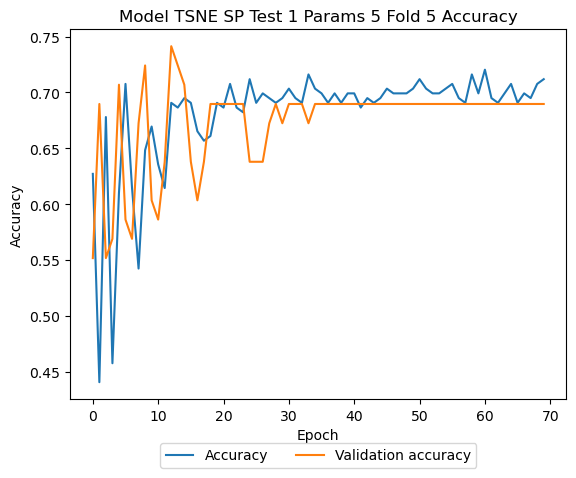 Model TSNE SP Test 1 Params 5 Fold 5 Accuracy
0.75
0.70
0.65
0.60
0.55
0.50
0.45
Accuracy
0 10 20 30 40 50 60 70
Epoch
Accuracy Validation accuracy